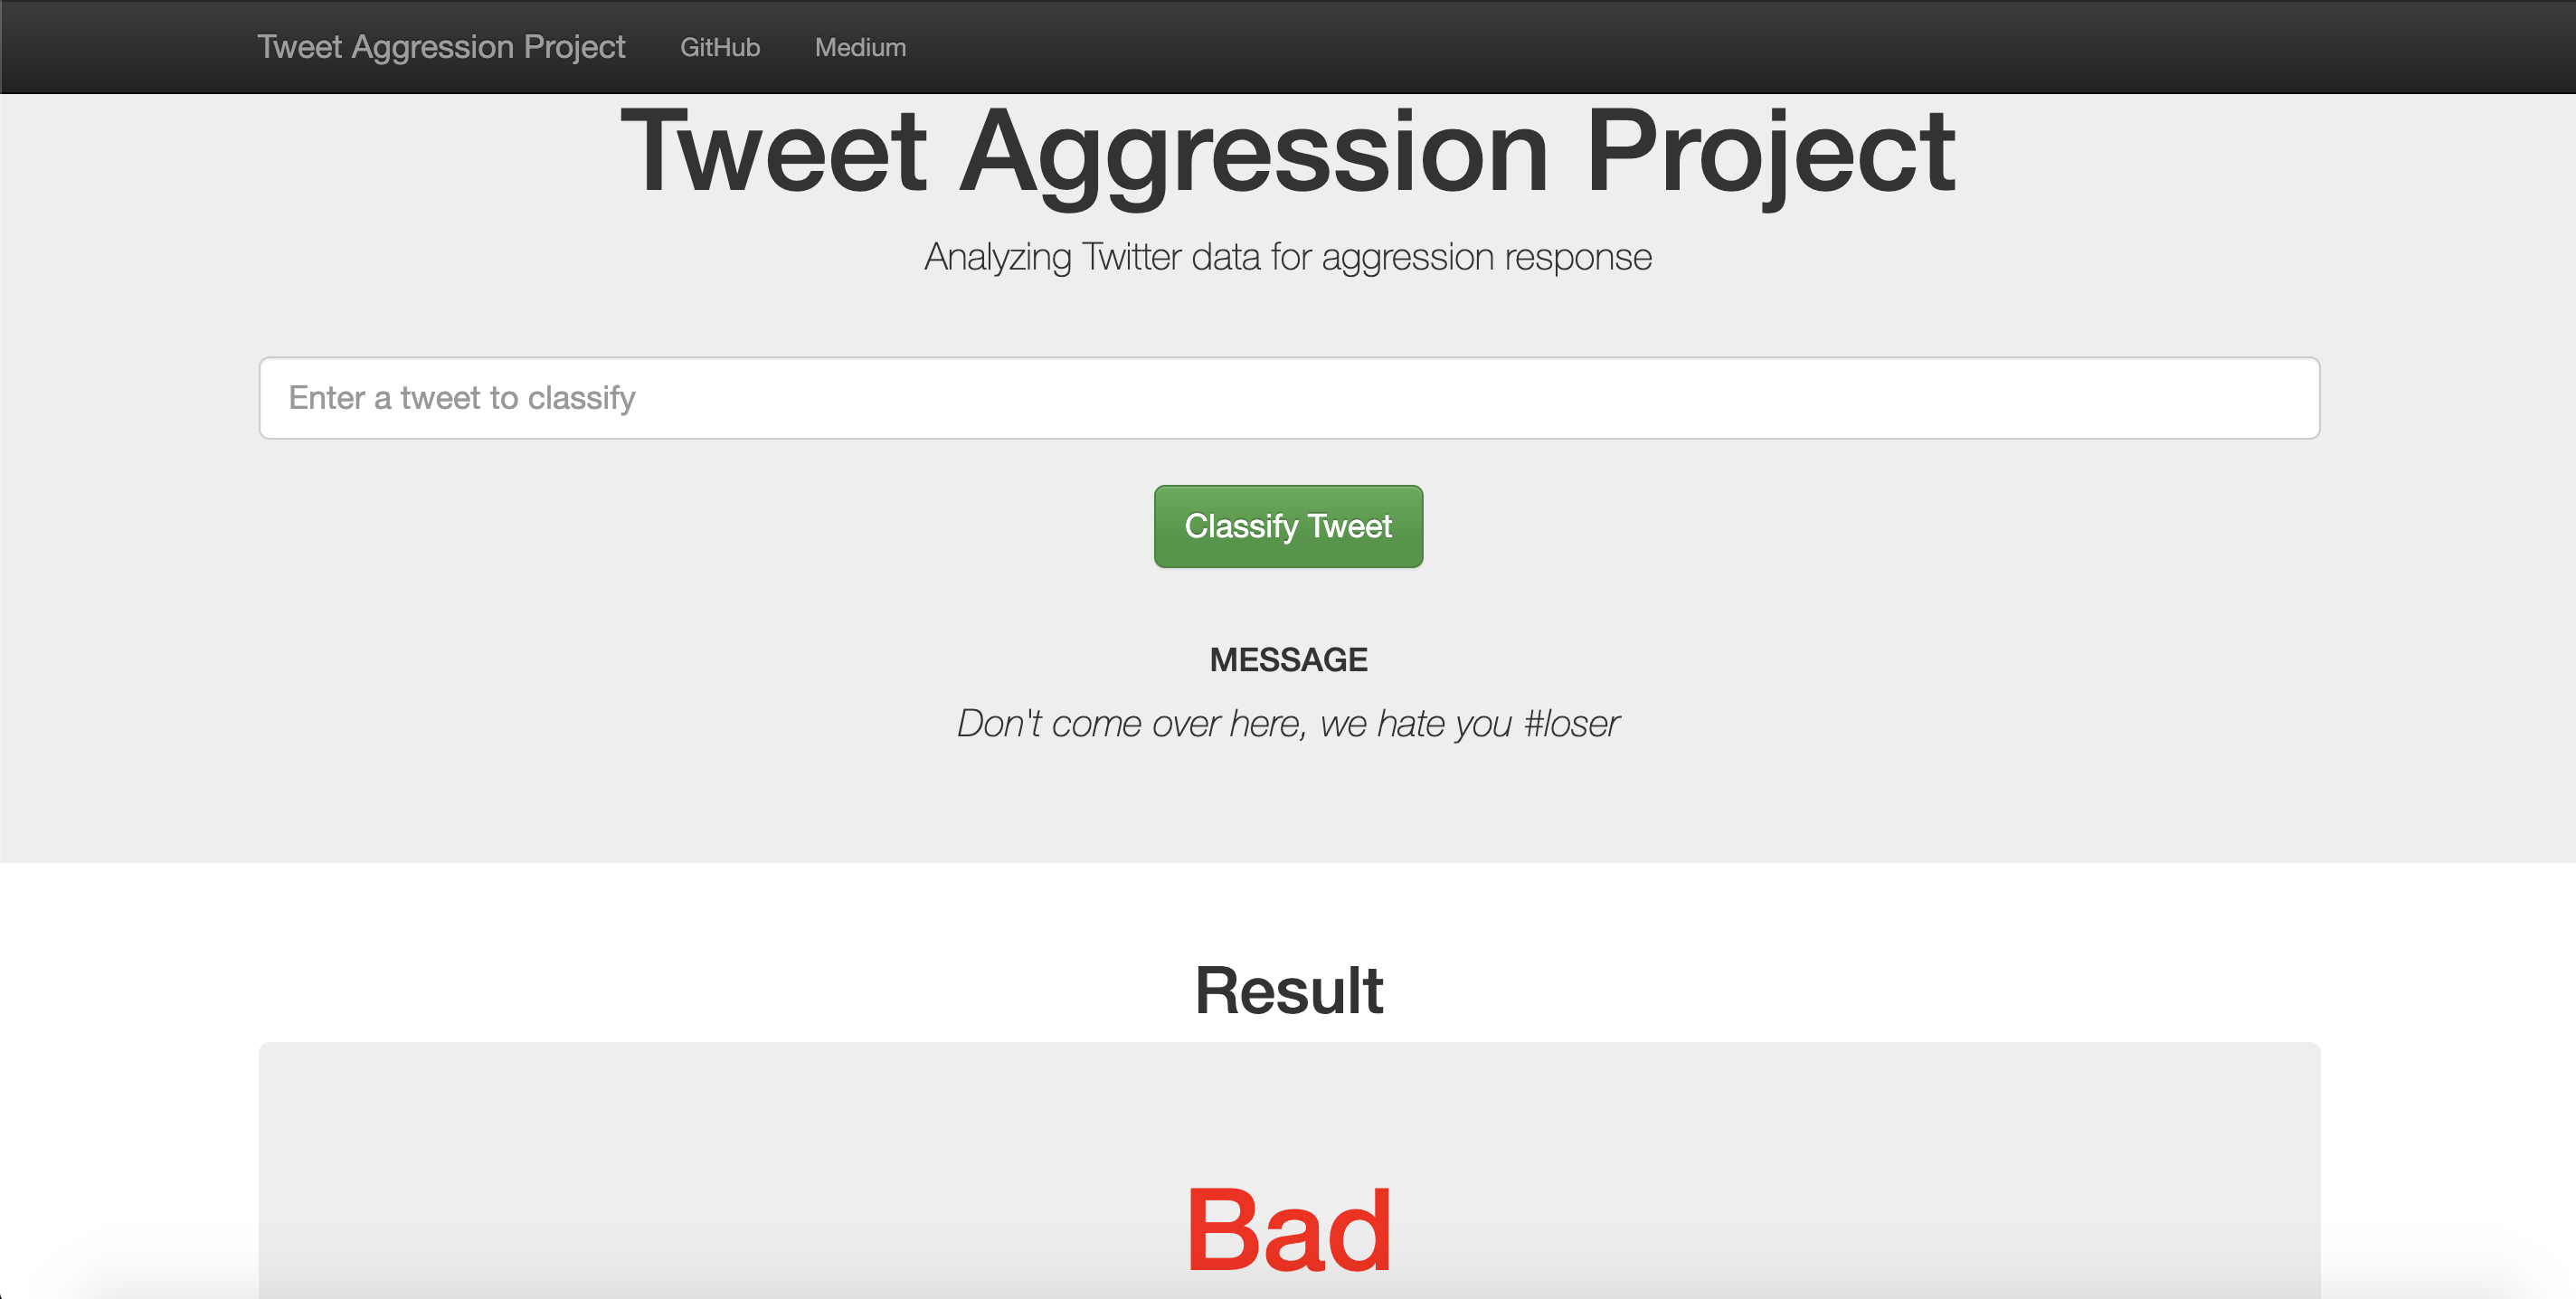 Tweet Aggression Project GitHub Medium
Tweet Aggression Project
Analyzing Twitter data for aggression response
Enter a tweet to classify
Classify Tweet
MESSAGE
Don't come over here, we hate you #loser
Result
Bad